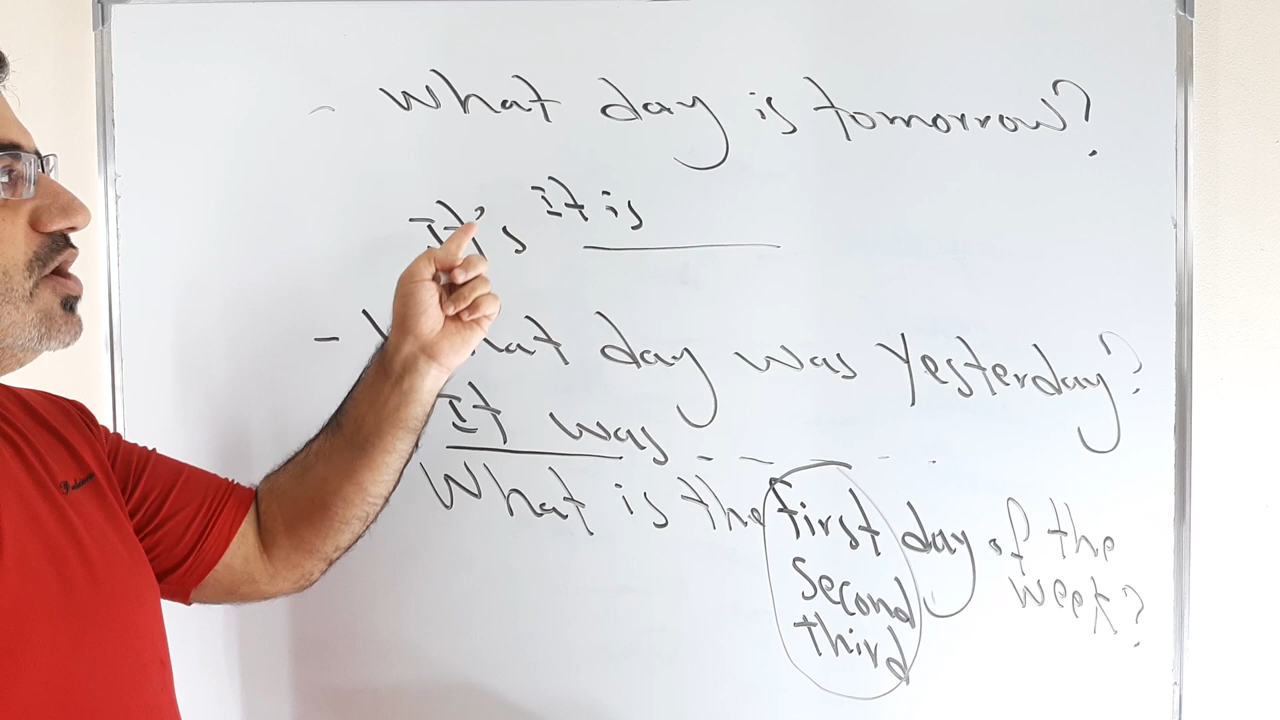 - What day is tomorrow?
It's It is
- What day was Yesterday?
It was
What is the first day of the
second week?
third